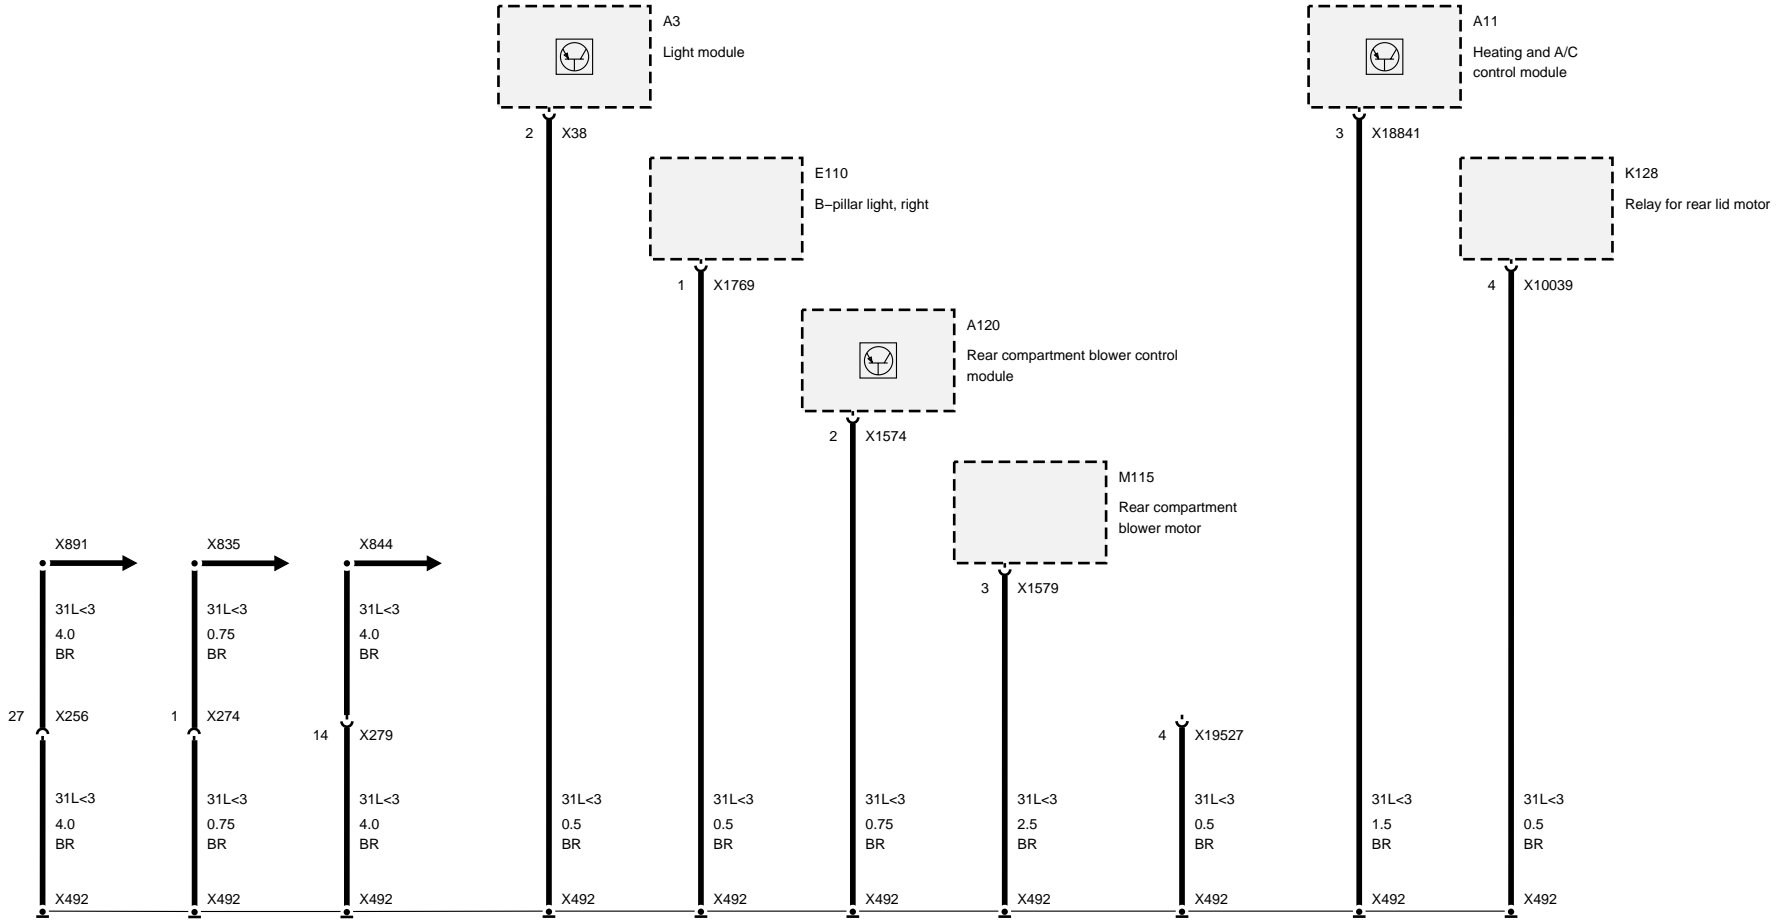 A3
Light module
A11
Heating and A/C
control module
2 X38
3 X18841
E110
B−pillar light, right
K128
Relay for rear lid motor
1 X1769
4 X10039
A120
Rear compartment blower control
module
2 X1574
M115
Rear compartment
blower motor
X891 X835 X844
3 X1579
31L<3 31L<3 31L<3
4.0 0.75 4.0
BR BR BR
27 X256 1 X274
14 X279 4 X19527
31L<3 31L<3 31L<3 31L<3 31L<3 31L<3 31L<3 31L<3 31L<3 31L<3
4.0 0.75 4.0 0.5 0.5 0.75 2.5 0.5 1.5 0.5
BR BR BR BR BR BR BR BR BR BR
X492 X492 X492 X492 X492 X492 X492 X492 X492 X492